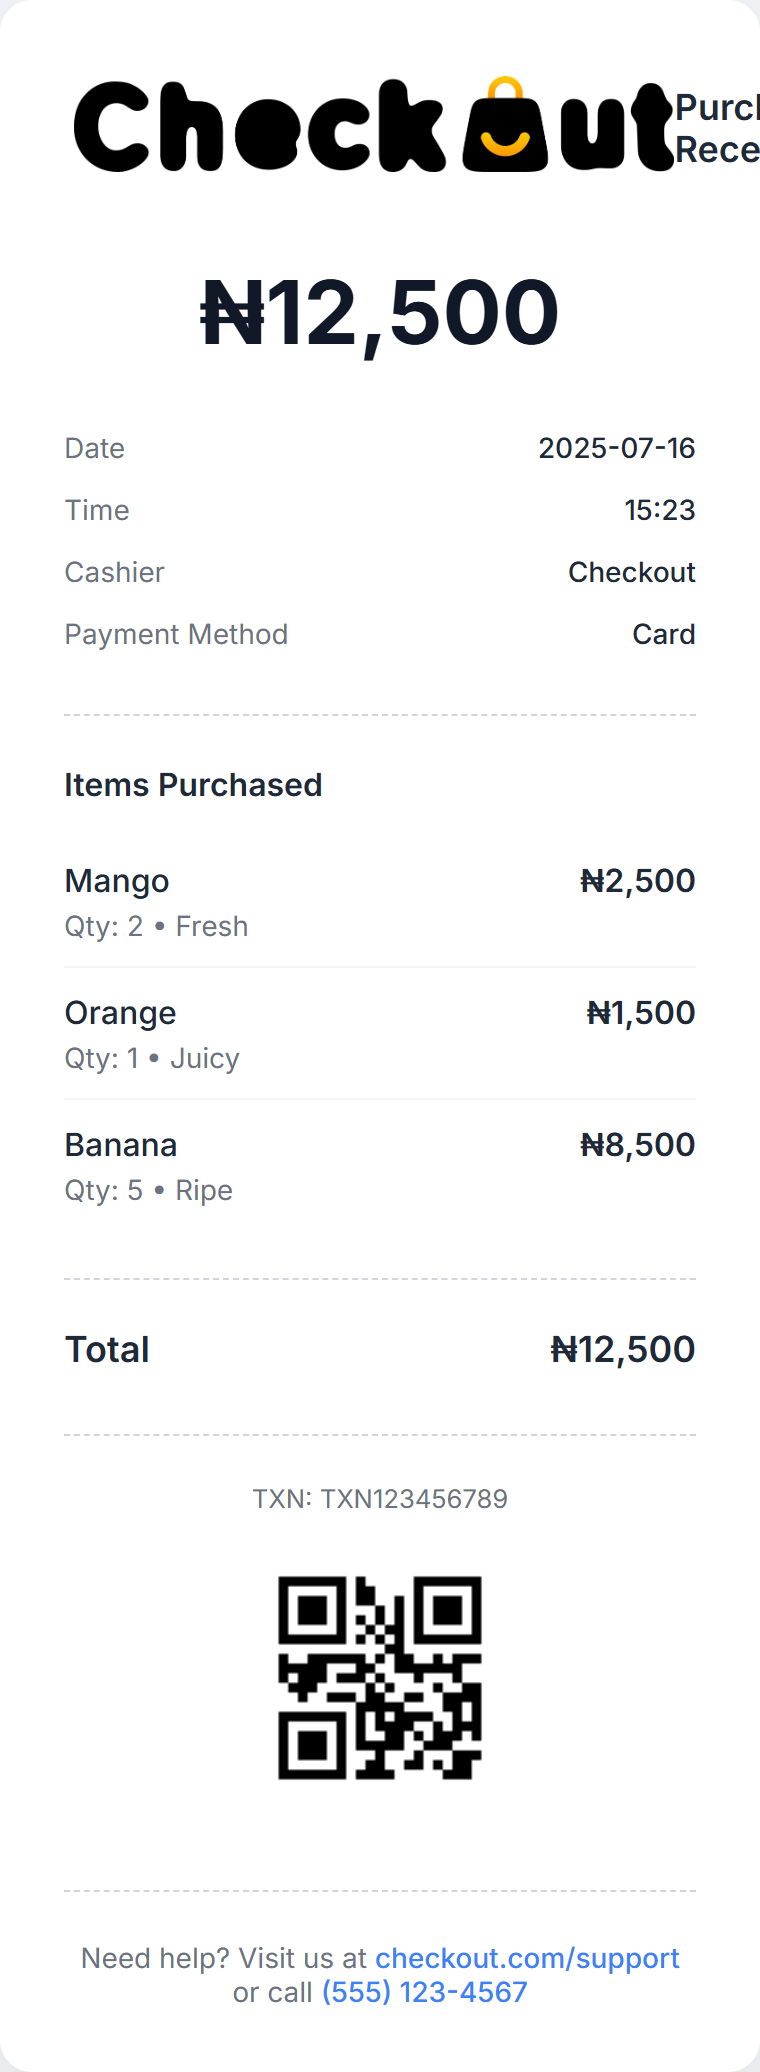 Checkout
Purc
Rece
₦12,500
Date 2025-07-16
Time 15:23
Cashier Checkout
Payment Method Card
Items Purchased
Mango ₦2,500
Qty: 2 • Fresh
Orange ₦1,500
Qty: 1 • Juicy
Banana ₦8,500
Qty: 5 • Ripe
Total ₦12,500
TXN: TXN123456789
Need help? Visit us at checkout.com/support
or call (555) 123-4567